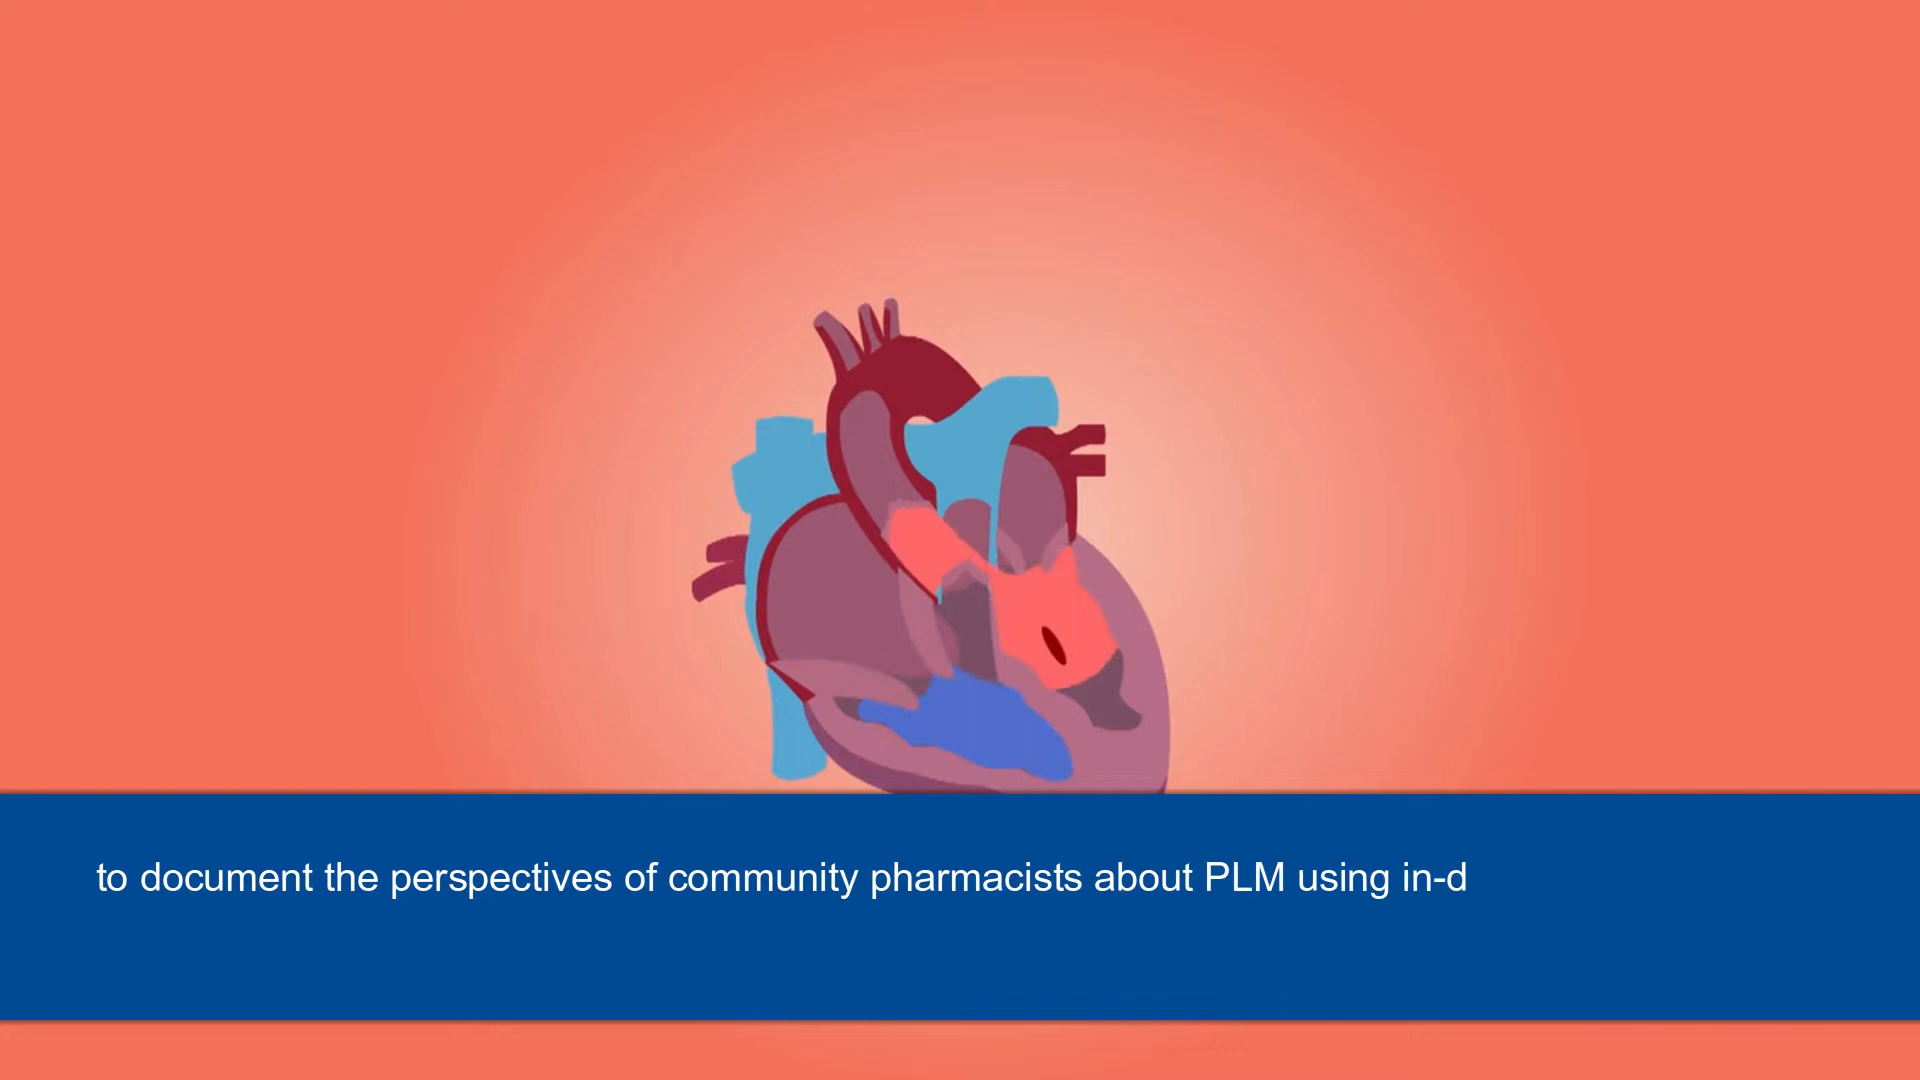 to document the perspectives of community pharmacists about PLM using in-d